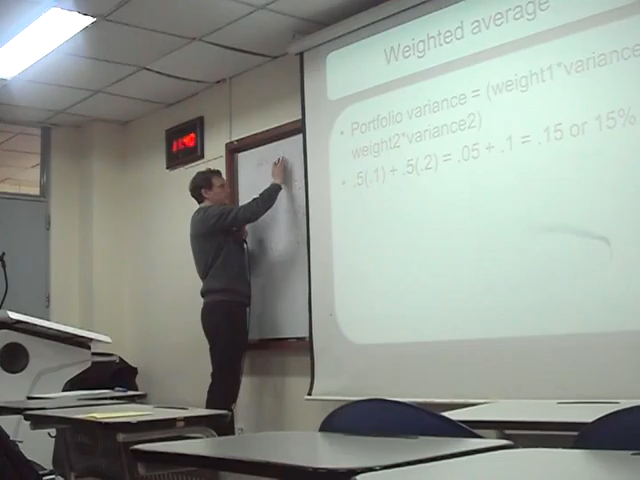 Weighted average
• Portfolio variance = (weight1*variance
weight2*variance2)
• .5(.1) + .5(.2) = .05 + .1 = .15 or 15%